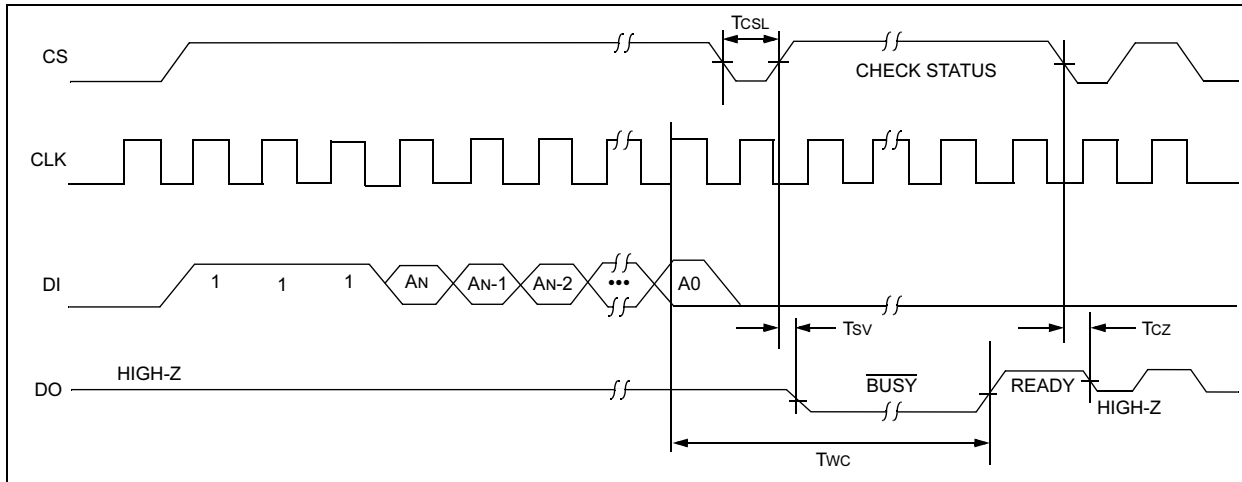 TCSL
CS
CHECK STATUS
CLK
DI
1 1 1 AN AN-1 AN-2 ••• A0
TSV
TCZ
HIGH-Z
DO
BUSY
READY
HIGH-Z
TWC